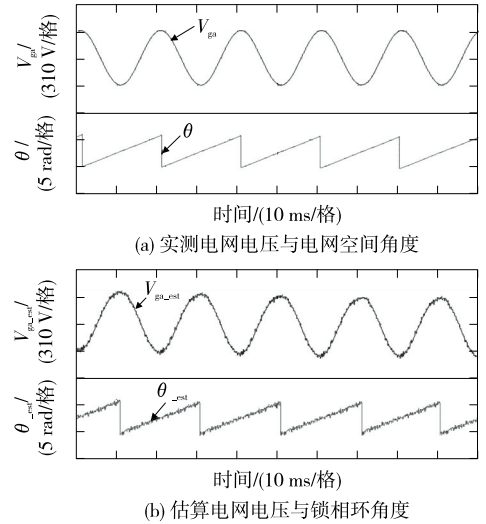 V_ga/
(310 V/格)
V_ga
θ /
(5 rad/格)
θ
时间/(10 ms/格)
(a) 实测电网电压与电网空间角度
V_ga_est/
(310 V/格)
V_ga_est
θ_est/
(5 rad/格)
θ_est
时间/(10 ms/格)
(b) 估算电网电压与锁相环角度